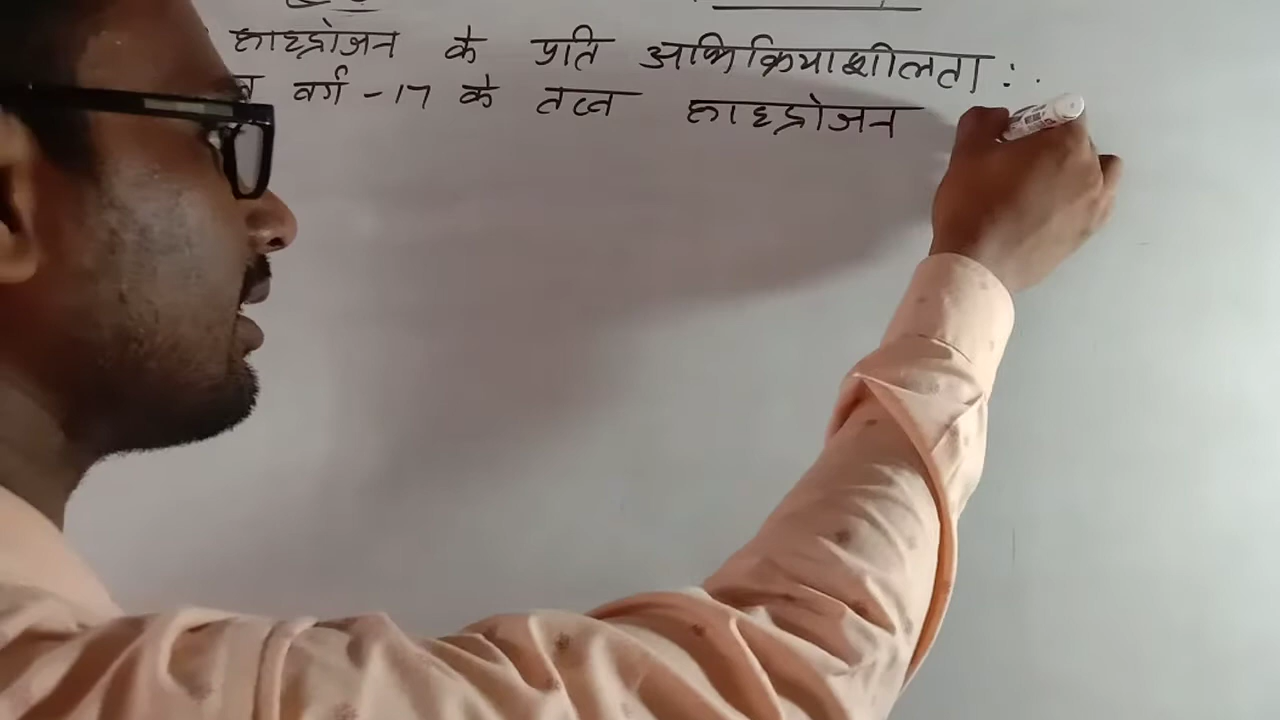 हाइड्रोजन के प्रति अभिक्रियाशीलता :
वर्ग -17 के तत्व हाइड्रोजन